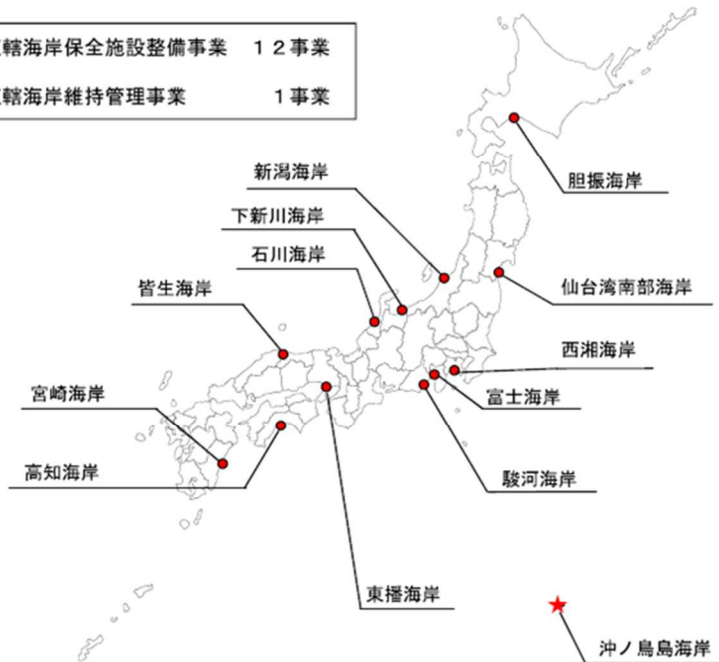 轄海岸保全施設整備事業 12事業
轄海岸維持管理事業 1事業
新潟海岸
胆振海岸
下新川海岸
石川海岸
皆生海岸
仙台湾南部海岸
西湘海岸
宮崎海岸
富士海岸
高知海岸
駿河海岸
東播海岸
沖ノ鳥島海岸